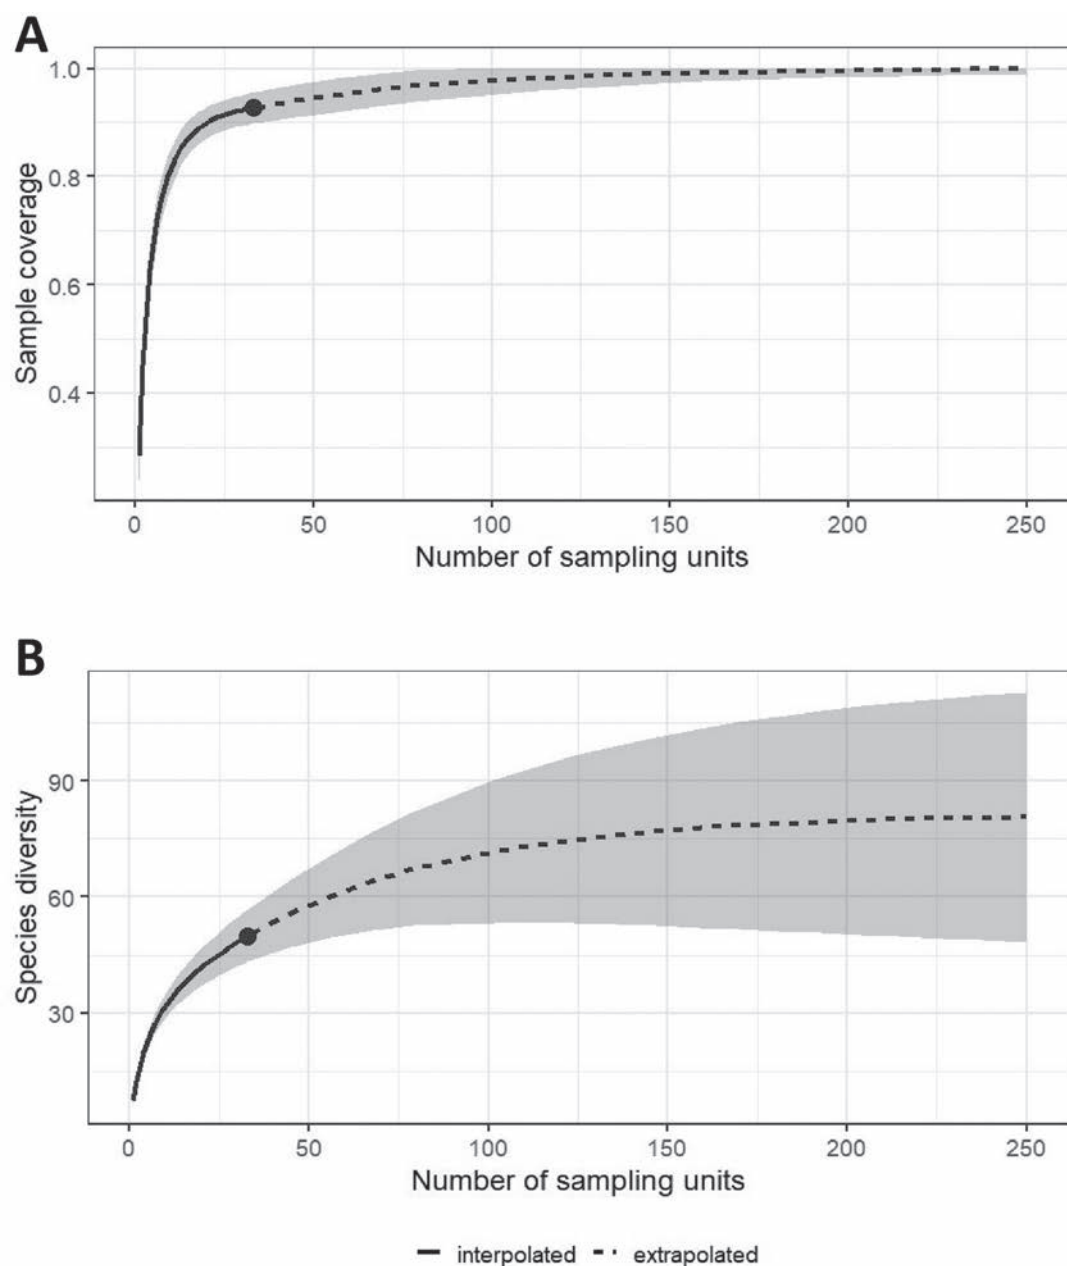 A
1.0
0.8
0.6
0.4
Sample coverage
0 50 100 150 200 250
Number of sampling units
B
90
60
30
Species diversity
0 50 100 150 200 250
Number of sampling units
interpolated extrapolated